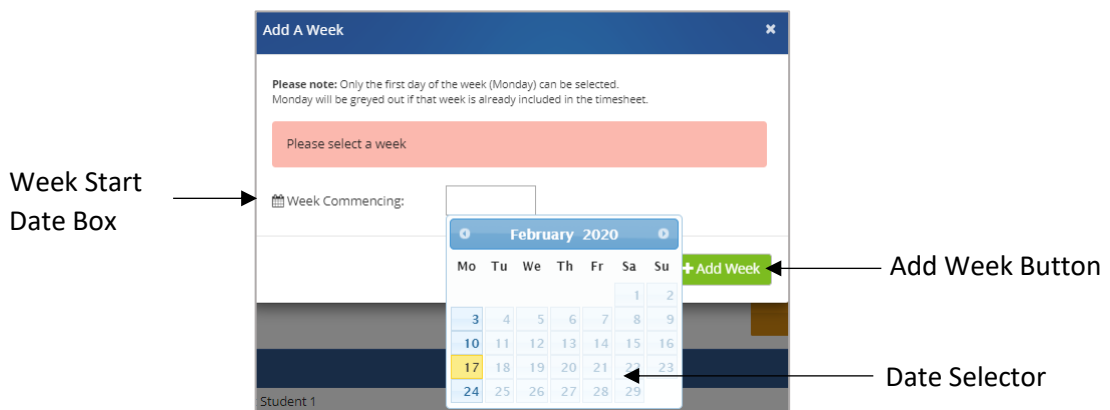 Add A Week
Please note: Only the first day of the week (Monday) can be selected.
Monday will be greyed out if that week is already included in the timesheet.
Please select a week
Week Start
Date Box
Week Commencing:
February 2020
Mo Tu We Th Fr Sa Su
1 2
3 4 5 6 7 8 9
10 11 12 13 14 15 16
17 18 19 20 21 22 23
24 25 26 27 28 29
+ Add Week
Add Week Button
Date Selector
Student 1